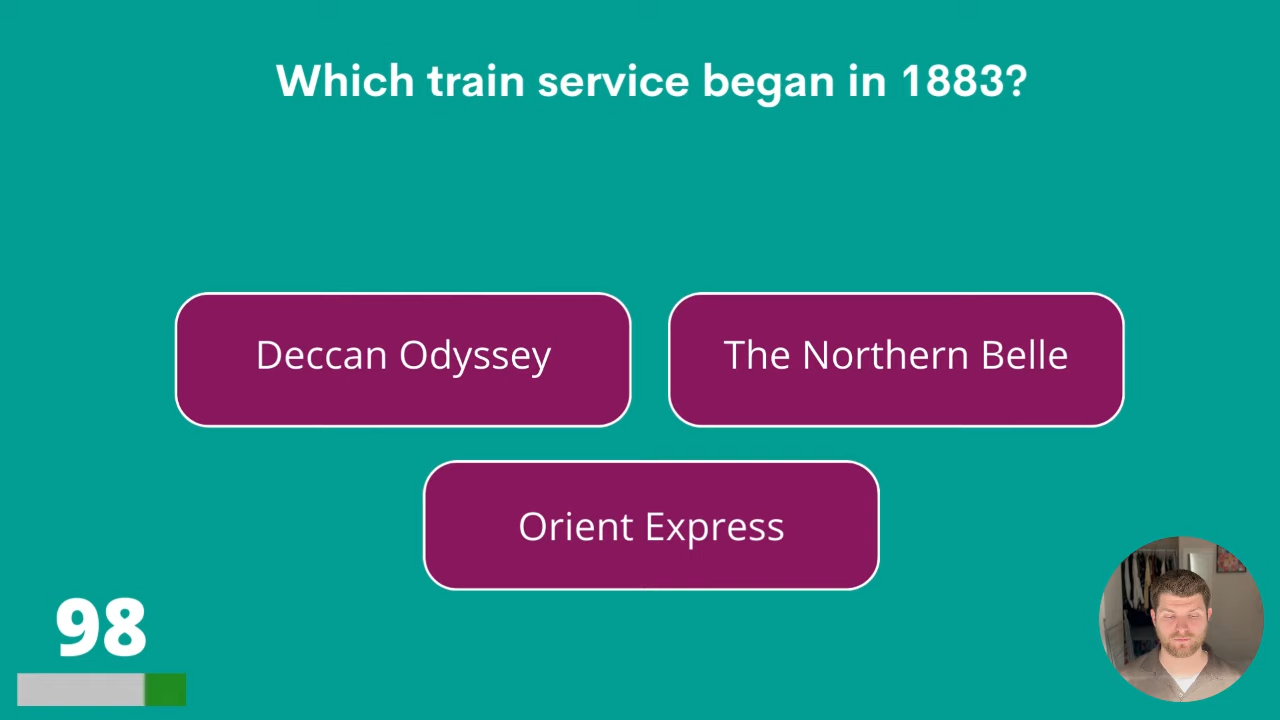 Which train service began in 1883?
Deccan Odyssey
The Northern Belle
Orient Express
98